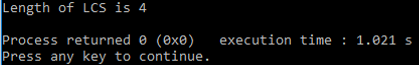 Length of LCS is 4
Process returned 0 (0x0)   execution time : 1.021 s
Press any key to continue.